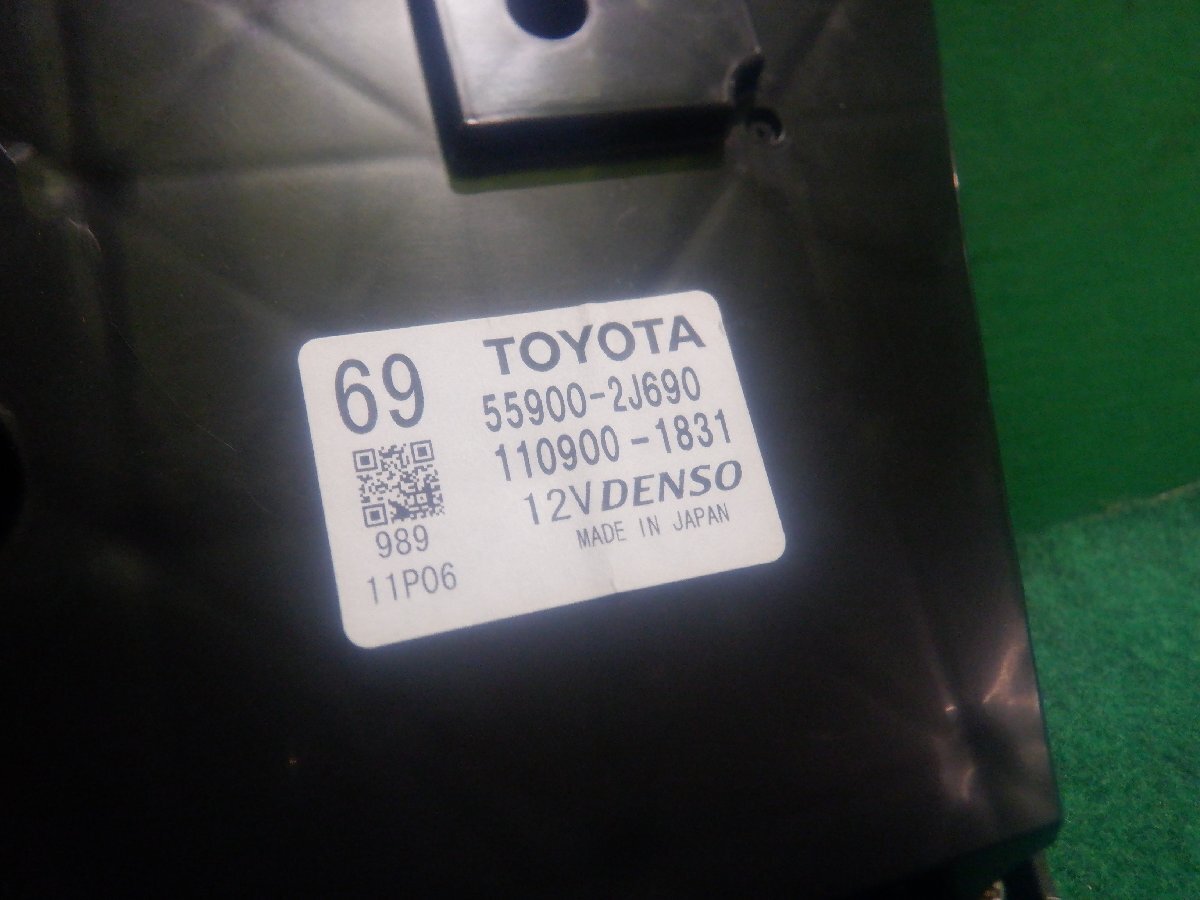 69
TOYOTA
55900-2J690
110900-1831
12V DENSO
MADE IN JAPAN
989
11P06